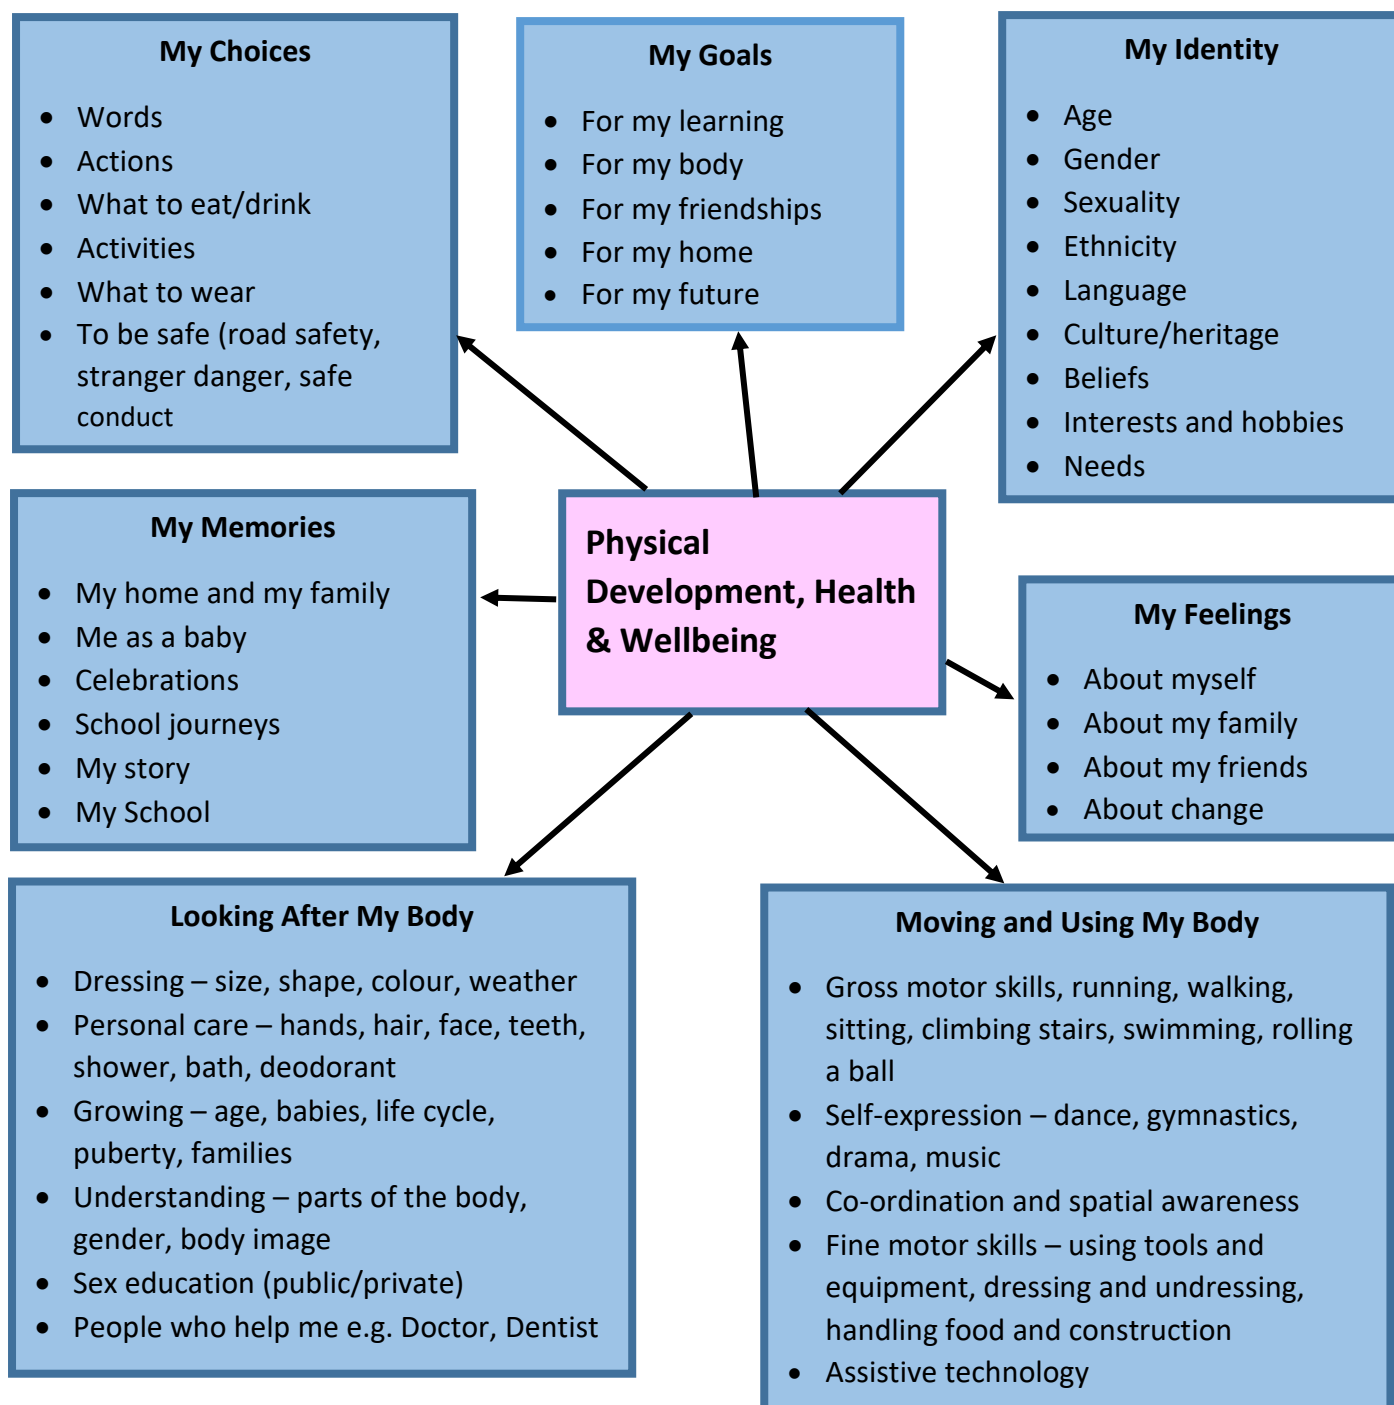 My Choices
• Words
• Actions
• What to eat/drink
• Activities
• What to wear
• To be safe (road safety,
stranger danger, safe
conduct
My Goals
• For my learning
• For my body
• For my friendships
• For my home
• For my future
My Identity
• Age
• Gender
• Sexuality
• Ethnicity
• Language
• Culture/heritage
• Beliefs
• Interests and hobbies
• Needs
My Memories
• My home and my family
• Me as a baby
• Celebrations
• School journeys
• My story
• My School
Physical
Development, Health
& Wellbeing
My Feelings
• About myself
• About my family
• About my friends
• About change
Looking After My Body
• Dressing – size, shape, colour, weather
• Personal care – hands, hair, face, teeth,
shower, bath, deodorant
• Growing – age, babies, life cycle,
puberty, families
• Understanding – parts of the body,
gender, body image
• Sex education (public/private)
• People who help me e.g. Doctor, Dentist
Moving and Using My Body
• Gross motor skills, running, walking,
sitting, climbing stairs, swimming, rolling
a ball
• Self-expression – dance, gymnastics,
drama, music
• Co-ordination and spatial awareness
• Fine motor skills – using tools and
equipment, dressing and undressing,
handling food and construction
• Assistive technology